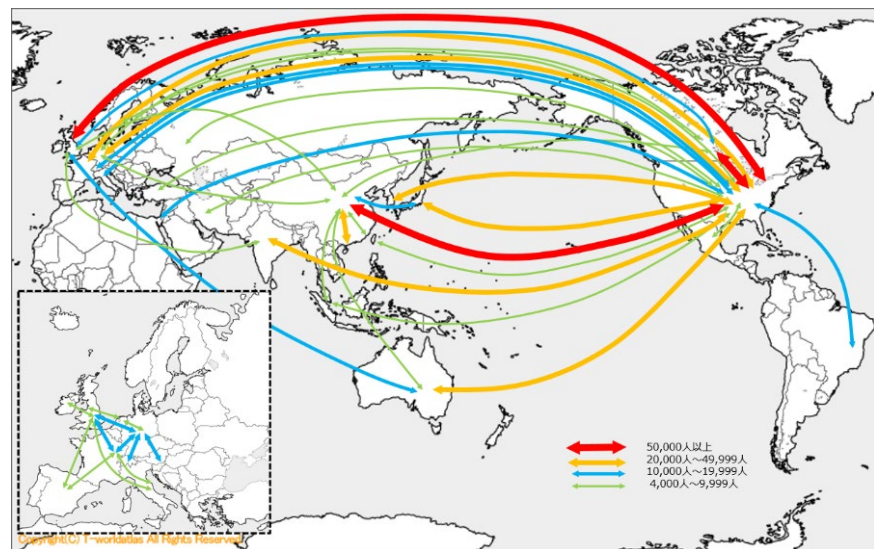 50,000人以上
20,000人～49,999人
10,000人～19,999人
4,000人～9,999人
Copyright(C) T-worldatlas All Rights Reserved